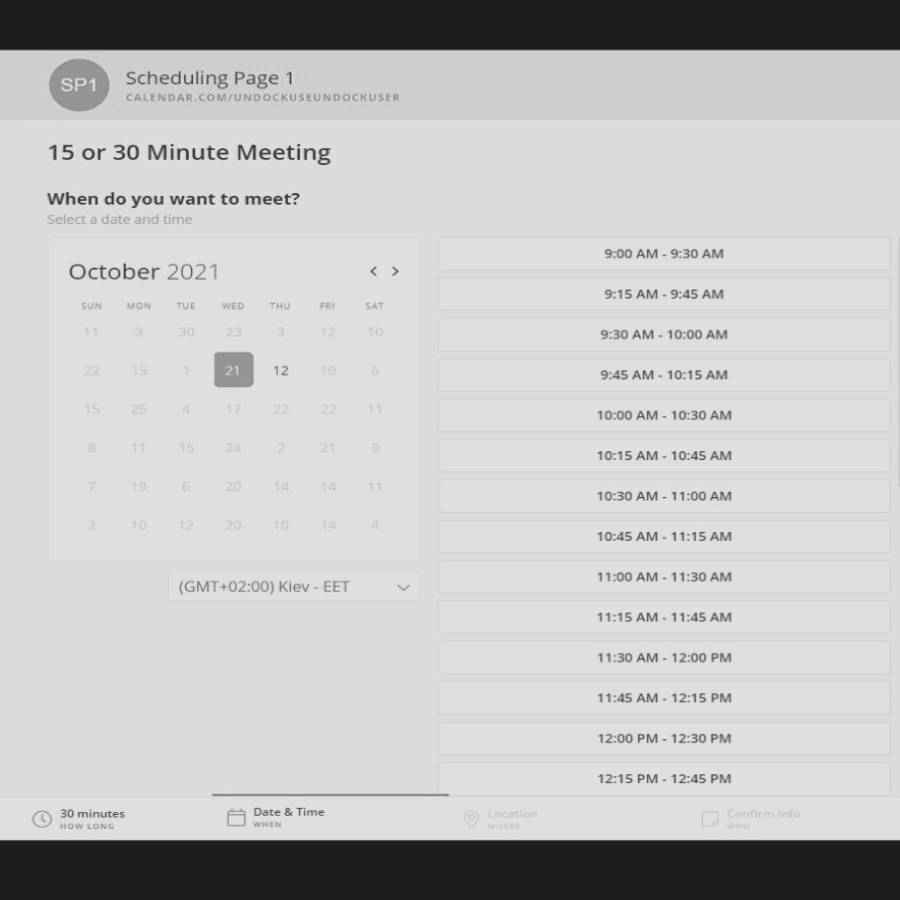 SP1
Scheduling Page 1
CALENDAR.COM/UNDOCKUSEUNDOCKUSER
15 or 30 Minute Meeting
When do you want to meet?
Select a date and time
October 2021
< >
SUN MON TUE WED THU FRI SAT
11 3 30 23 3 12 10
22 15 1 21 12 10 6
15 25 4 17 22 22 11
8 11 15 24 2 21 9
7 19 6 20 14 14 11
2 10 12 20 10 14 4
(GMT+02:00) Kiev - EET
9:00 AM - 9:30 AM
9:15 AM - 9:45 AM
9:30 AM - 10:00 AM
9:45 AM - 10:15 AM
10:00 AM - 10:30 AM
10:15 AM - 10:45 AM
10:30 AM - 11:00 AM
10:45 AM - 11:15 AM
11:00 AM - 11:30 AM
11:15 AM - 11:45 AM
11:30 AM - 12:00 PM
11:45 AM - 12:15 PM
12:00 PM - 12:30 PM
12:15 PM - 12:45 PM
30 minutes
HOW LONG
Date & Time
WHEN
Location
WHERE
Confirm Info
WHO